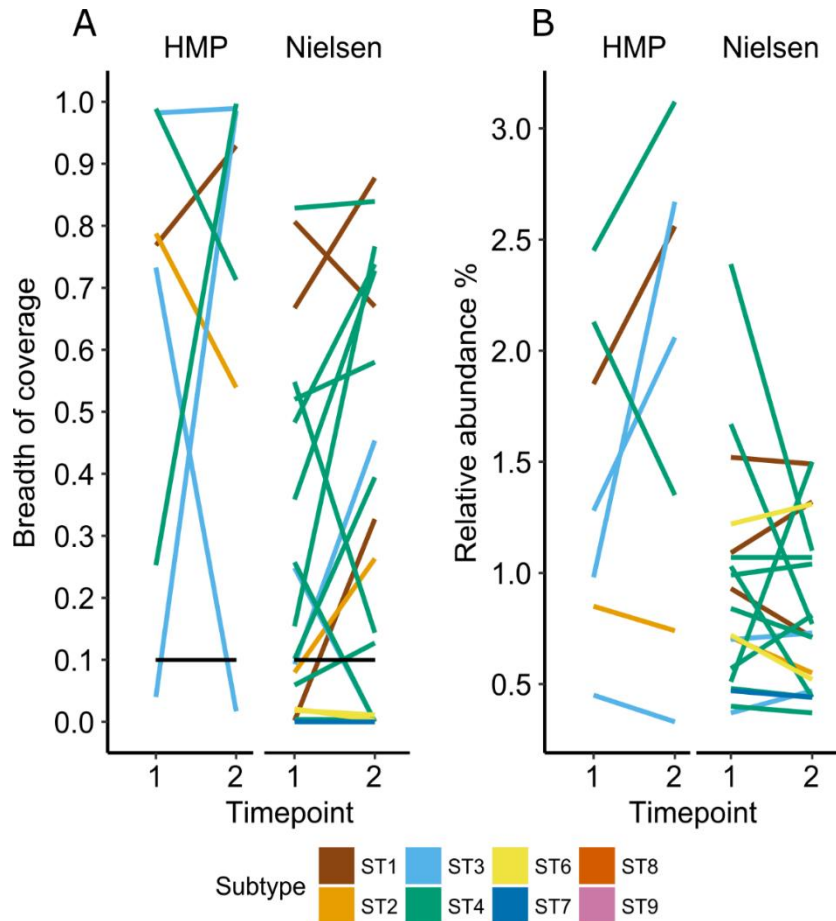 A
HMP Nielsen
Breadth of coverage
1.0
0.9
0.8
0.7
0.6
0.5
0.4
0.3
0.2
0.1
0.0
1 2 1 2
Timepoint
B
HMP Nielsen
Relative abundance %
3.0
2.5
2.0
1.5
1.0
0.5
1 2 1 2
Timepoint
Subtype
ST1 ST3 ST6 ST8
ST2 ST4 ST7 ST9